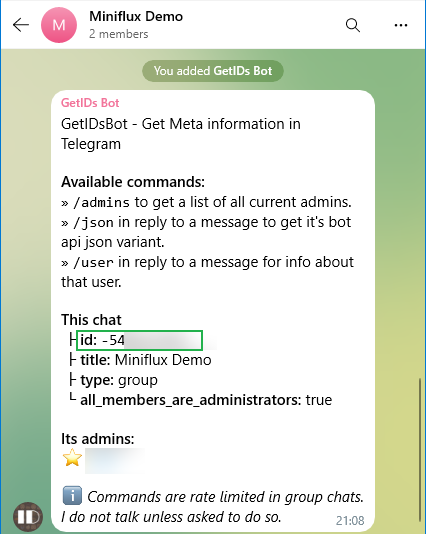 Miniflux Demo
M
2 members
You added GetIDs Bot
GetIDs Bot
GetIDsBot - Get Meta information in
Telegram
Available commands:
» /admins to get a list of all current admins.
» /json in reply to a message to get it's bot
api json variant.
» /user in reply to a message for info about
that user.
This chat
├ id: -54
├ title: Miniflux Demo
├ type: group
└ all_members_are_administrators: true
Its admins:
Commands are rate limited in group chats.
I do not talk unless asked to do so.
21:08